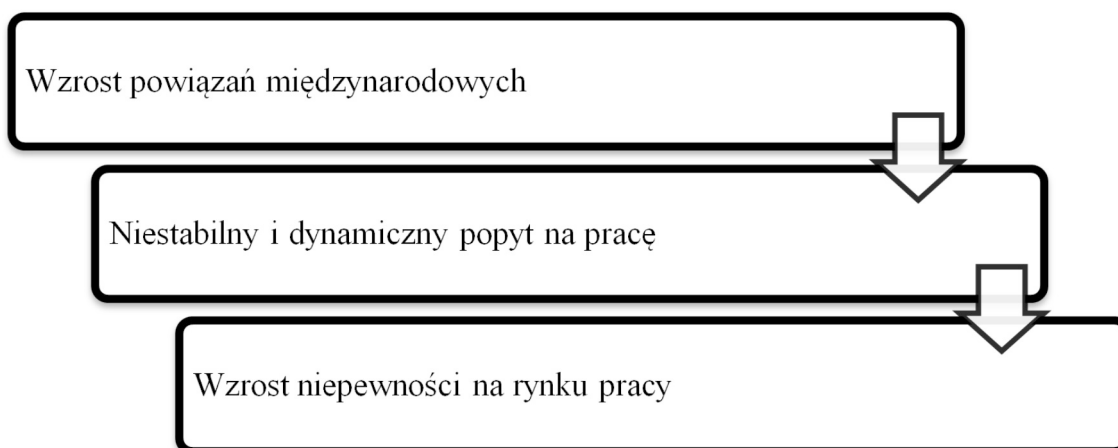 Wzrost powiązań międzynarodowych
Niestabilny i dynamiczny popyt na pracę
Wzrost niepewności na rynku pracy